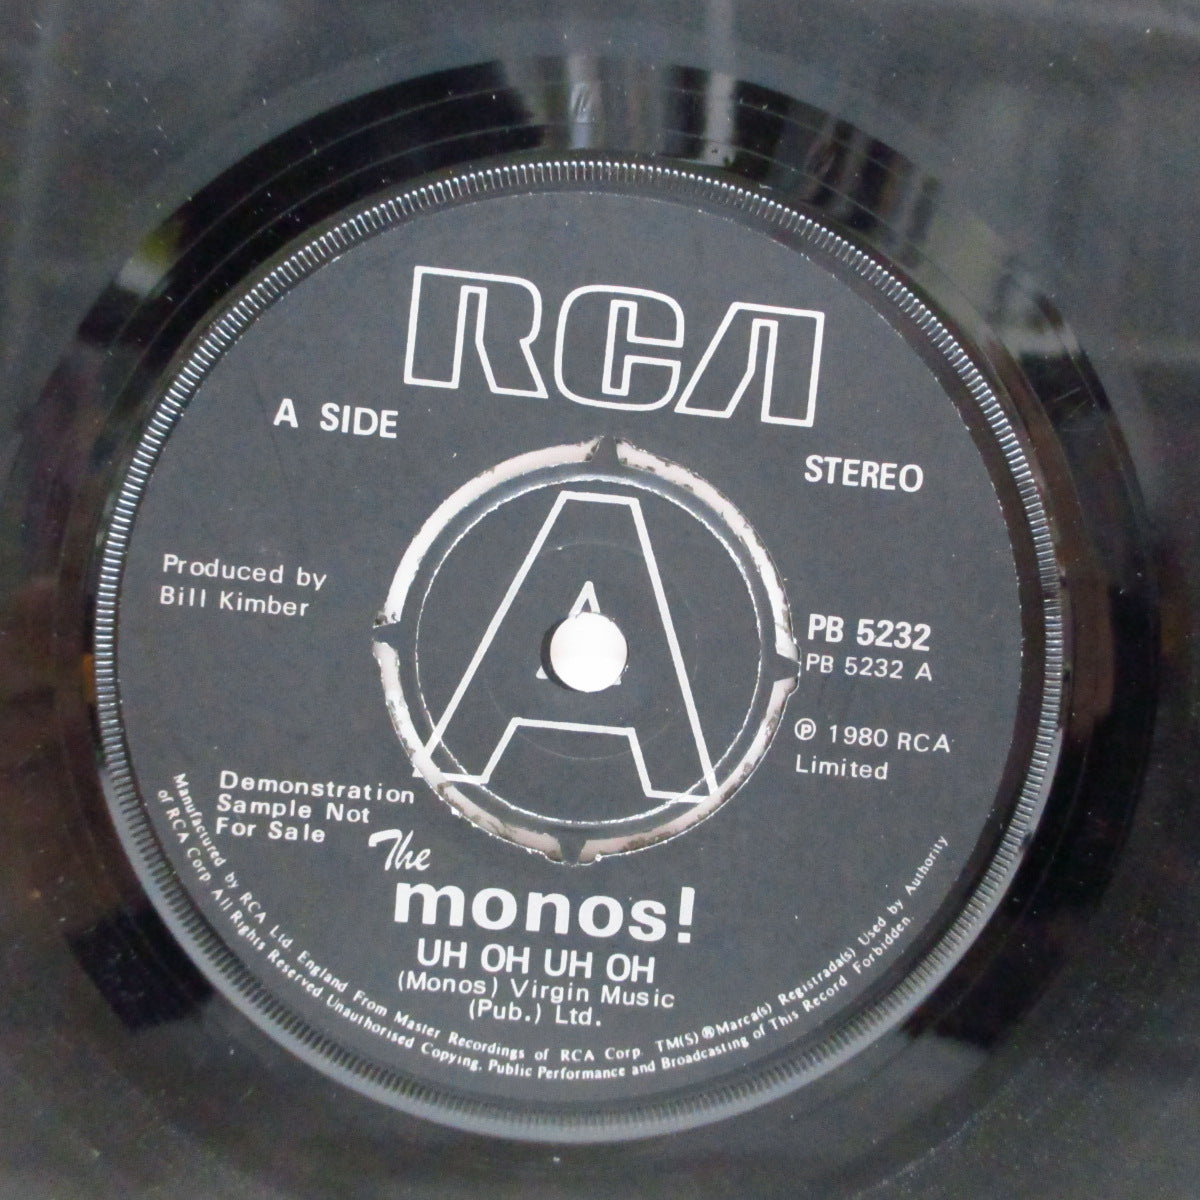 RCA
A SIDE
STEREO
A
Produced by
Bill Kimber
PB 5232
PB 5232 A
℗ 1980 RCA
Limited
Demonstration
Sample Not
For Sale
The
monos!
UH OH UH OH
(Monos) Virgin Music
(Pub.) Ltd.
Manufactured by RCA Ltd. England From Master Recordings of RCA Corp. TM(S) ® Marca(s) Registrada(s) Used by Authority
of RCA Corp. All Rights Reserved Unauthorised Copying, Public Performance and Broadcasting of This Record Forbidden.